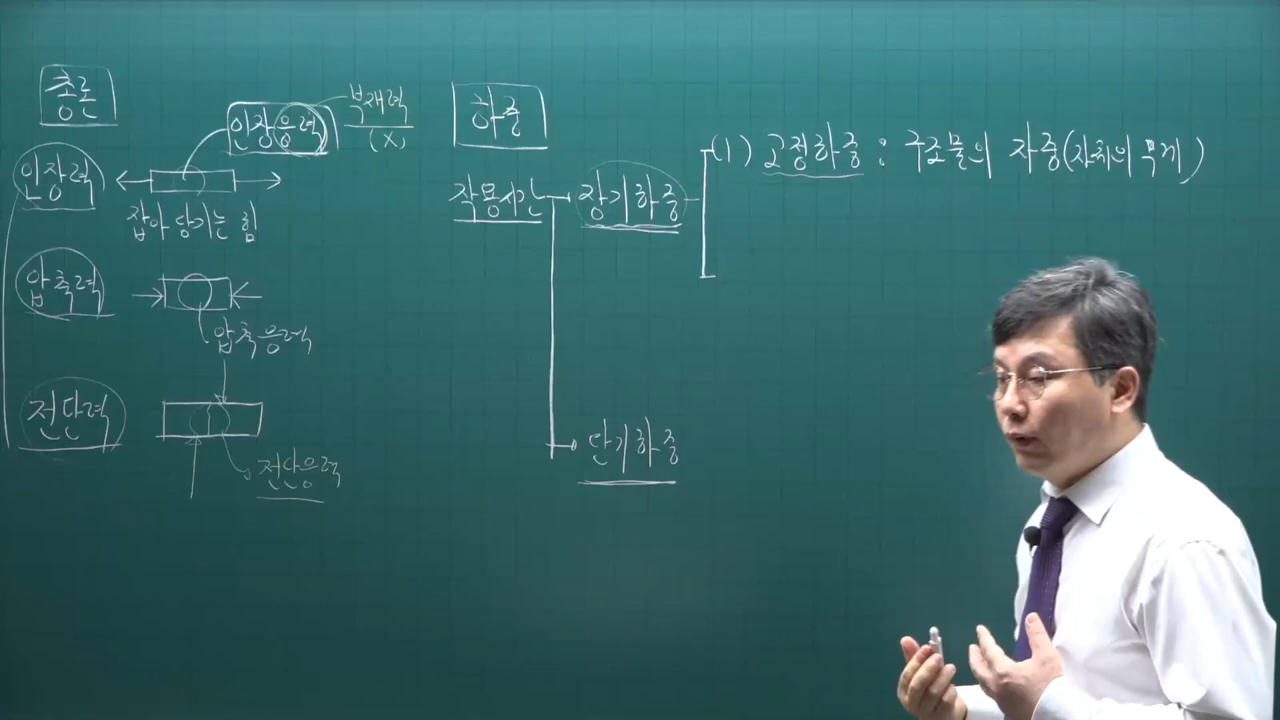 총론
인장응력
부재력
(X)
인장력
잡아 당기는 힘
압축력
압축응력
전단력
전단응력
하중
작용시간
장기하중
(1) 고정하중 : 구조물의 자중(자체의 무게)
단기하중